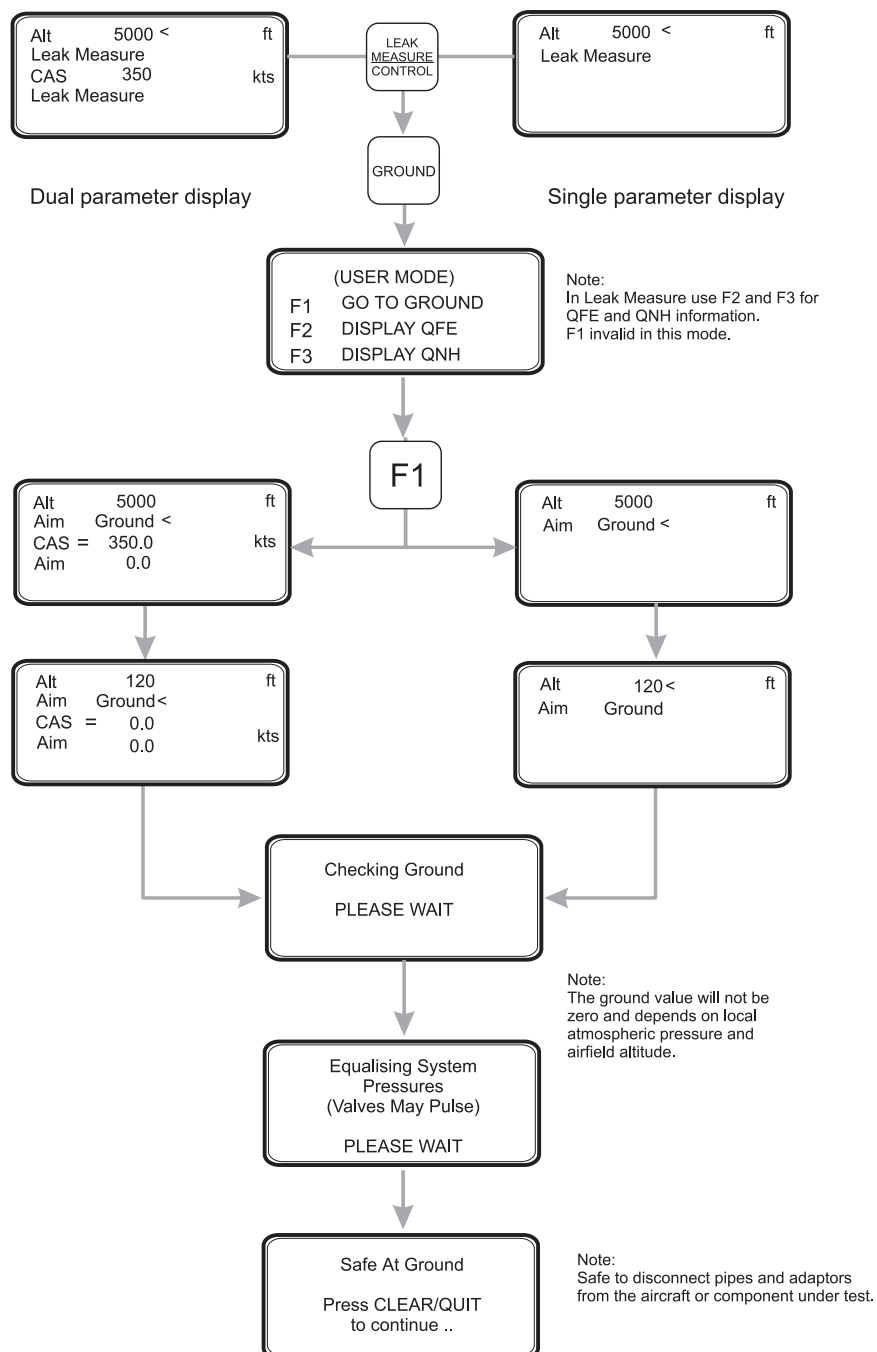 Alt 5000 < ft
Leak Measure
CAS 350 kts
Leak Measure
LEAK
MEASURE
CONTROL
Alt 5000 < ft
Leak Measure
GROUND
Dual parameter display
Single parameter display
(USER MODE)
F1 GO TO GROUND
F2 DISPLAY QFE
F3 DISPLAY QNH
Note:
In Leak Measure use F2 and F3 for
QFE and QNH information.
F1 invalid in this mode.
F1
Alt 5000 ft
Aim Ground <
CAS = 350.0 kts
Aim 0.0
Alt 5000 ft
Aim Ground <
Alt 120 ft
Aim Ground<
CAS = 0.0 kts
Aim 0.0
Alt 120< ft
Aim Ground
Checking Ground
PLEASE WAIT
Note:
The ground value will not be
zero and depends on local
atmospheric pressure and
airfield altitude.
Equalising System
Pressures
(Valves May Pulse)
PLEASE WAIT
Safe At Ground
Press CLEAR/QUIT
to continue ..
Note:
Safe to disconnect pipes and adaptors
from the aircraft or component under test.